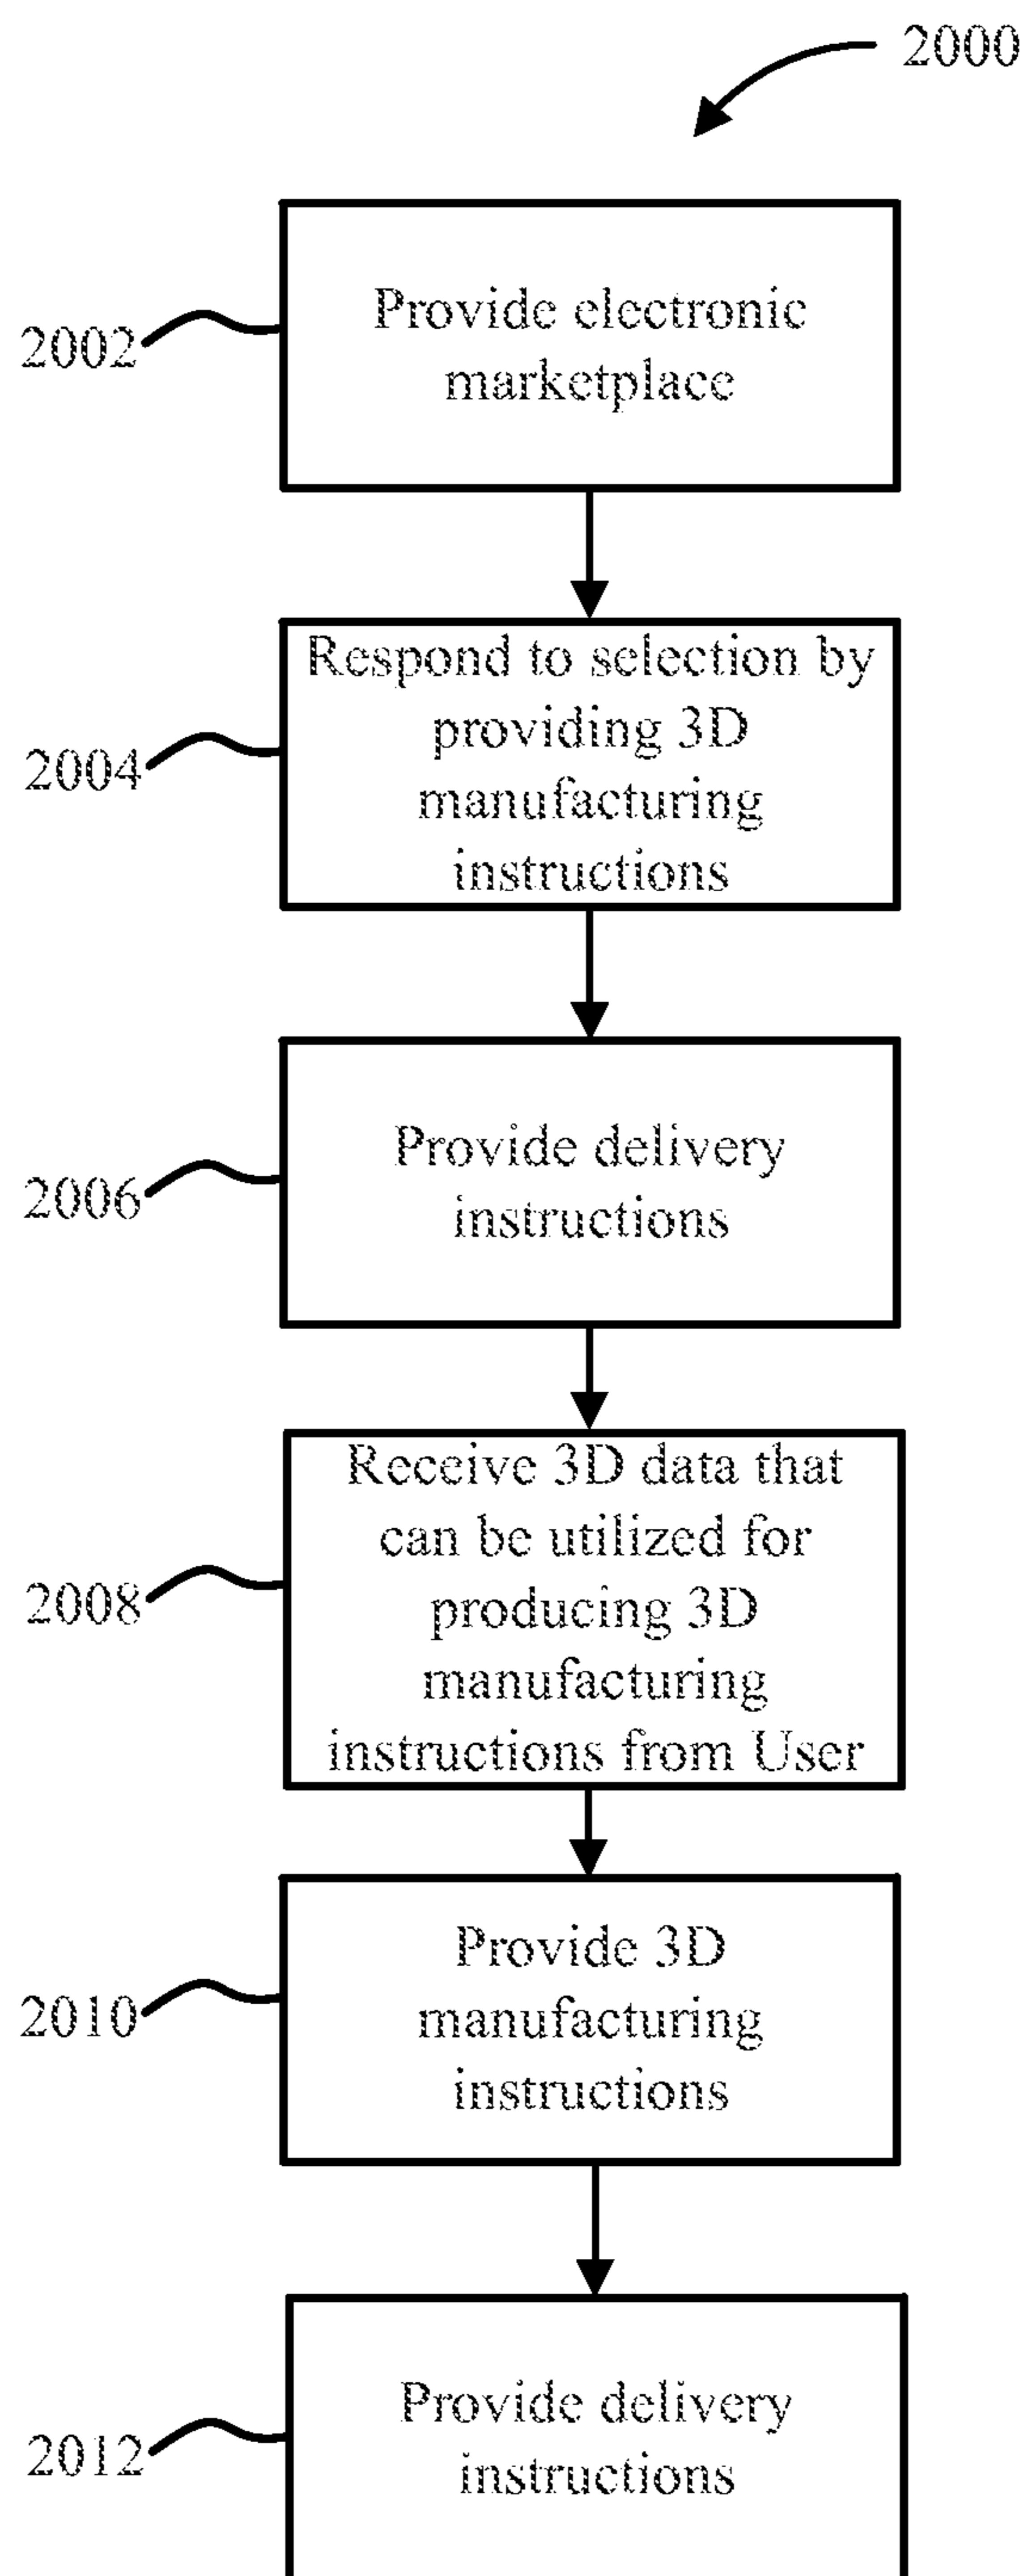 2000
Provide electronic
marketplace
2002
Respond to selection by
providing 3D
manufacturing
instructions
2004
Provide delivery
instructions
2006
Receive 3D data that
can be utilized for
producing 3D
manufacturing
instructions from User
2008
Provide 3D
manufacturing
instructions
2010
Provide delivery
instructions
2012